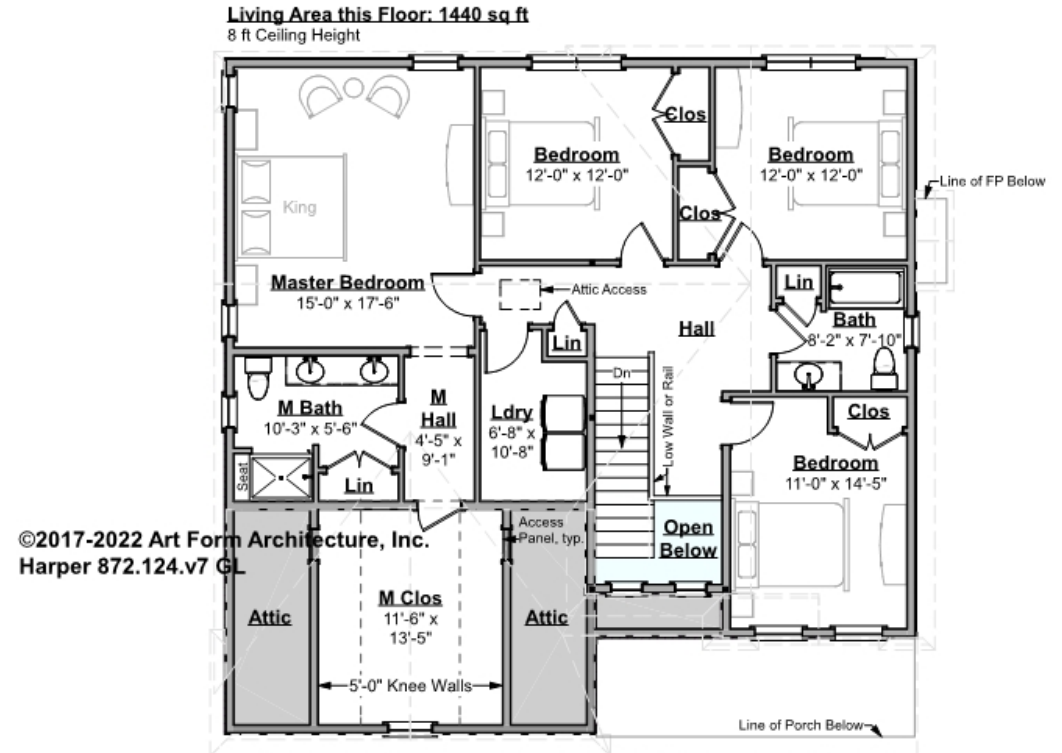 Living Area this Floor: 1440 sq ft
8 ft Ceiling Height
Clos
Bedroom
12'-0" x 12'-0"
Bedroom
12'-0" x 12'-0"
Line of FP Below
King
Clos
Master Bedroom
15'-0" x 17'-6"
Attic Access
Lin
Hall
Bath
8'-2" x 7'-10"
Lin
Dn
M Bath
10'-3" x 5'-6"
M
Hall
4'-5" x
9'-1"
Ldry
6'-8" x
10'-8"
Low Wall or Rail
Clos
Bedroom
11'-0" x 14'-5"
Seat
Lin
Access
Panel, typ.
Open
Below
©2017-2022 Art Form Architecture, Inc.
Harper 872.124.v7 GL
M Clos
11'-6" x
13'-5"
Attic
Attic
5'-0" Knee Walls
Line of Porch Below